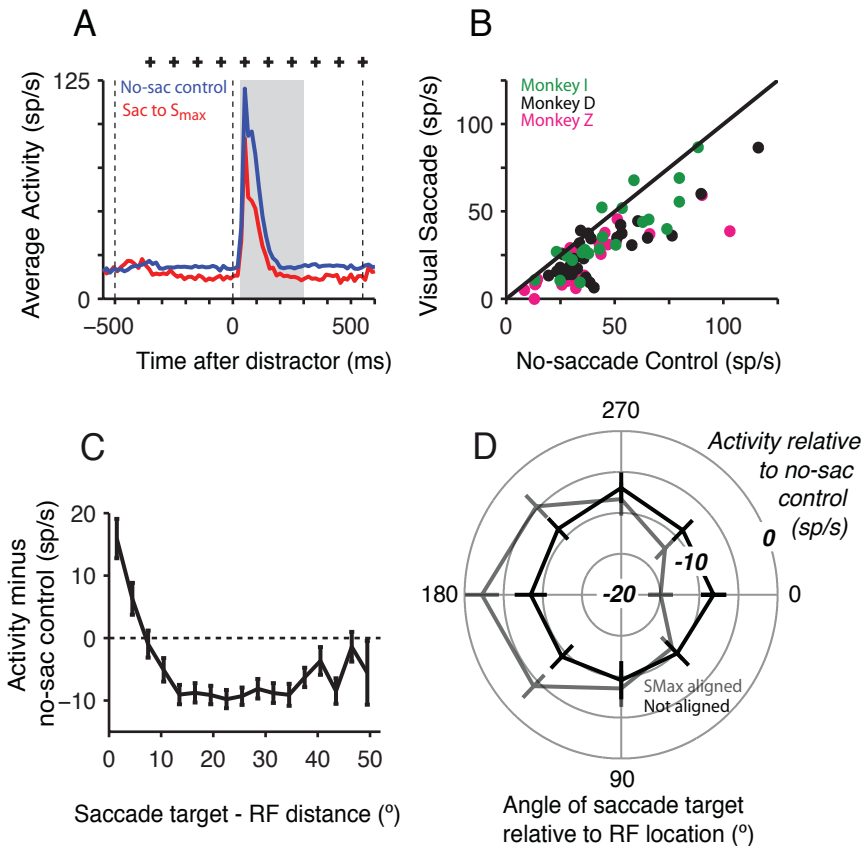 A
125
Average Activity (sp/s)
0
No-sac control
Sac to Smax
−500
0
500
Time after distractor (ms)
B
100
50
0
Visual Saccade (sp/s)
Monkey I
Monkey D
Monkey Z
0
50
100
No-saccade Control (sp/s)
C
20
10
0
−10
Activity minus
no-sac control (sp/s)
0
10
20
30
40
50
Saccade target - RF distance (º)
D
270
Activity relative
to no-sac
control
(sp/s)
0
-10
-20
180
0
SMax aligned
Not aligned
90
Angle of saccade target
relative to RF location (º)